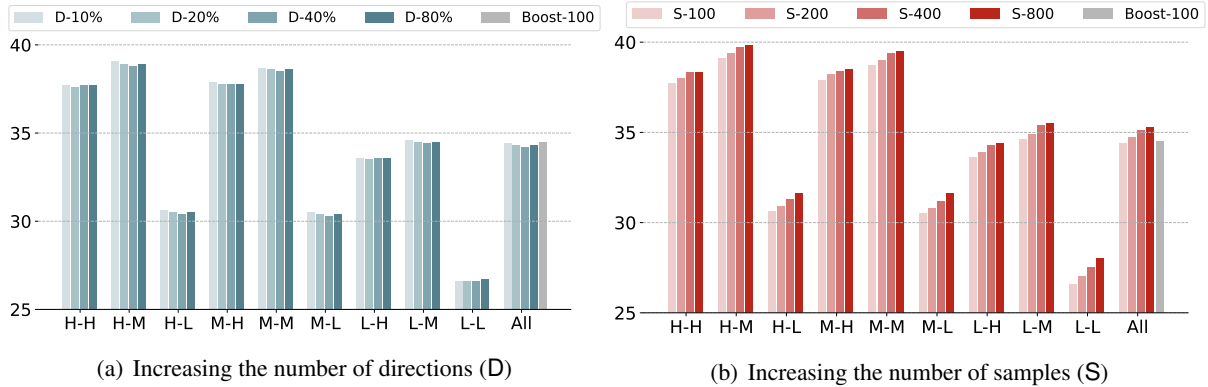 D-10% D-20% D-40% D-80% Boost-100
40
35
30
25
H-H H-M H-L M-H M-M M-L L-H L-M L-L All
(a) Increasing the number of directions (D)
S-100 S-200 S-400 S-800 Boost-100
40
35
30
25
H-H H-M H-L M-H M-M M-L L-H L-M L-L All
(b) Increasing the number of samples (S)